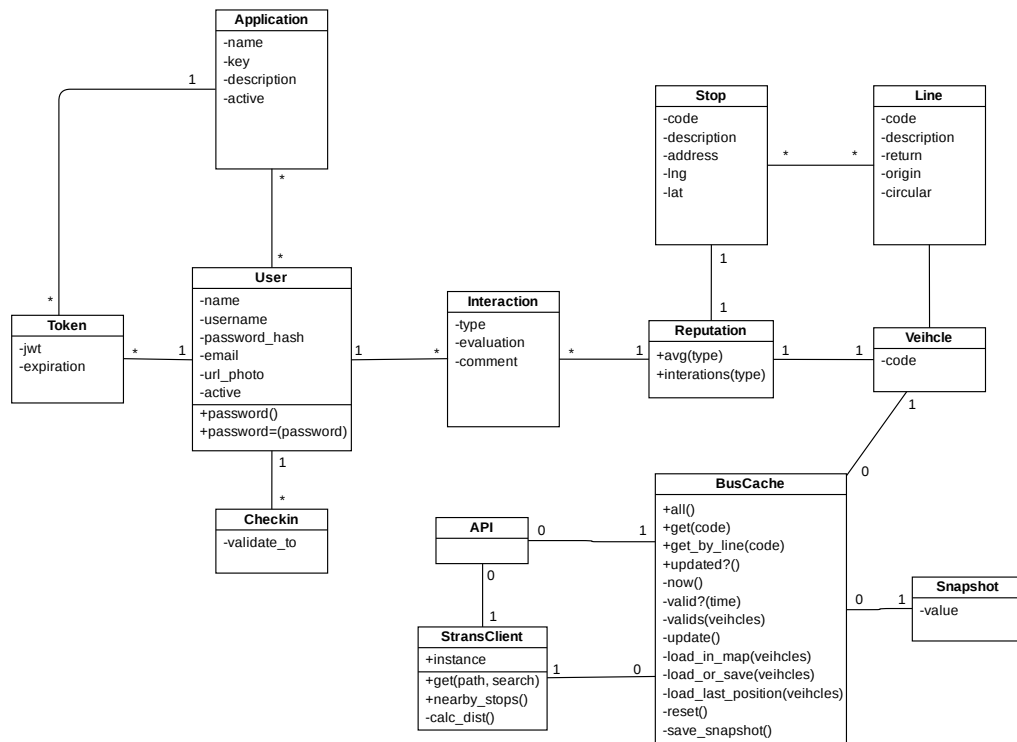 Application
-name
-key
-description
-active
1
*
*
*
Stop
-code
-description
-address
-lng
-lat
*
*
Line
-code
-description
-return
-origin
-circular
1
1
Token
-jwt
-expiration
*
1
User
-name
-username
-password_hash
-email
-url_photo
-active
+password()
+password=(password)
1
*
Interaction
-type
-evaluation
-comment
*
1
Reputation
+avg(type)
+interations(type)
1
1
Veihcle
-code
1
0
1
*
Checkin
-validate_to
API
0
1
0
1
StransClient
+instance
+get(path, search)
+nearby_stops()
-calc_dist()
1
0
BusCache
+all()
+get(code)
+get_by_line(code)
+updated?()
-now()
-valid?(time)
-valids(veihcles)
-update()
-load_in_map(veihcles)
-load_or_save(veihcles)
-load_last_position(veihcles)
-reset()
-save_snapshot()
0
1
Snapshot
-value